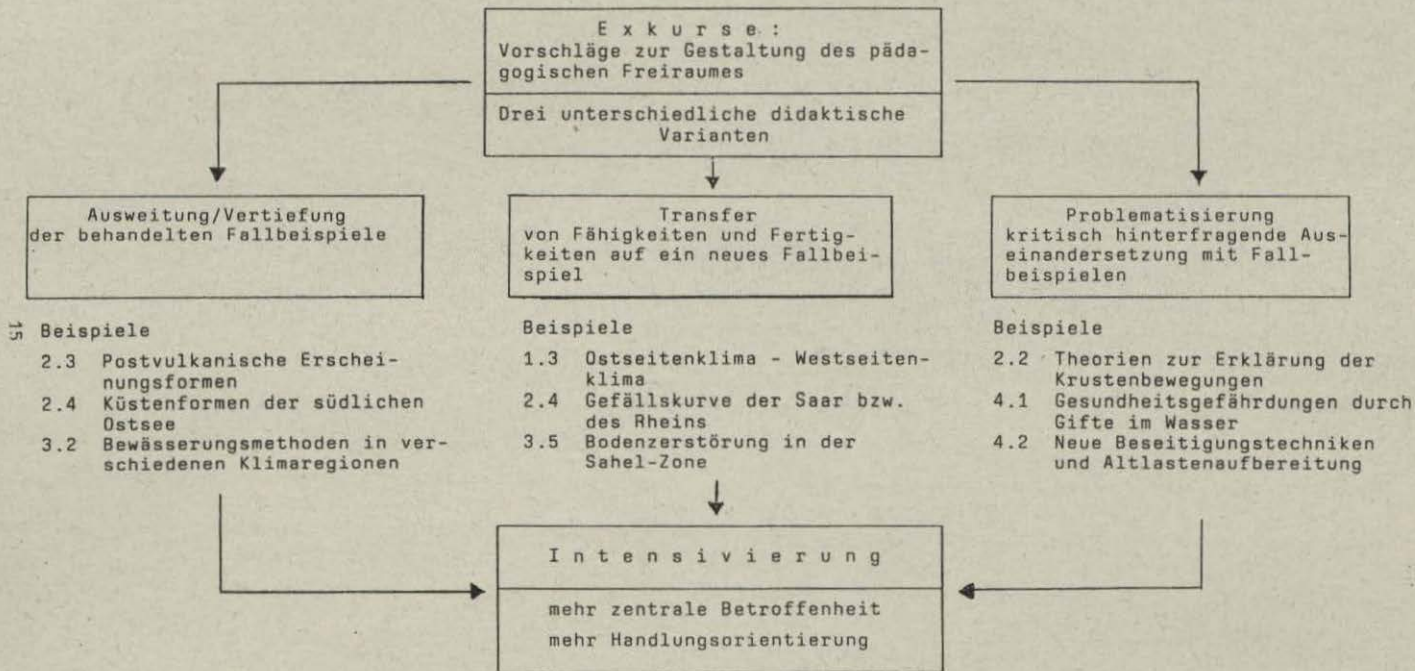 E x k u r s e :
Vorschläge zur Gestaltung des päda-
gogischen Freiraumes
Drei unterschiedliche didaktische
Varianten
Ausweitung/Vertiefung
der behandelten Fallbeispiele
Transfer
von Fähigkeiten und Fertig-
keiten auf ein neues Fallbei-
spiel
Problematisierung
kritisch hinterfragende Aus-
einandersetzung mit Fall-
beispielen
15
Beispiele
2.3 Postvulkanische Erschei-
nungsformen
2.4 Küstenformen der südlichen
Ostsee
3.2 Bewässerungsmethoden in ver-
schiedenen Klimaregionen
Beispiele
1.3 Ostseitenklima - Westseiten-
klima
2.4 Gefällskurve der Saar bzw.
des Rheins
3.5 Bodenzerstörung in der
Sahel-Zone
Beispiele
2.2 Theorien zur Erklärung der
Krustenbewegungen
4.1 Gesundheitsgefährdungen durch
Gifte im Wasser
4.2 Neue Beseitigungstechniken
und Altlastenaufbereitung
I n t e n s i v i e r u n g
mehr zentrale Betroffenheit
mehr Handlungsorientierung